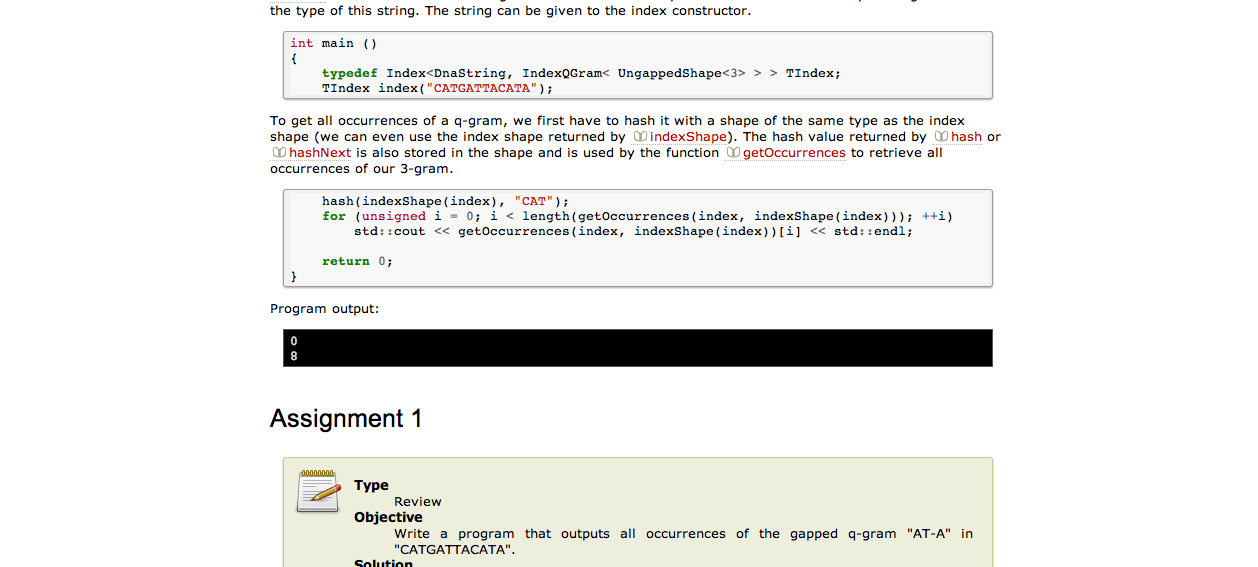 the type of this string. The string can be given to the index constructor.
int main ()
{
    typedef Index<DnaString, IndexQGram< UngappedShape<3> > > TIndex;
    TIndex index("CATGATTACATA");
To get all occurrences of a q-gram, we first have to hash it with a shape of the same type as the index
shape (we can even use the index shape returned by indexShape). The hash value returned by hash or
hashNext is also stored in the shape and is used by the function getOccurrences to retrieve all
occurrences of our 3-gram.
    hash(indexShape(index), "CAT");
    for (unsigned i = 0; i < length(getOccurrences(index, indexShape(index))); ++i)
        std::cout << getOccurrences(index, indexShape(index))[i] << std::endl;
    return 0;
}
Program output:
0
8
Assignment 1
Type
Review
Objective
Write a program that outputs all occurrences of the gapped q-gram "AT-A" in
"CATGATTACATA".
Solution